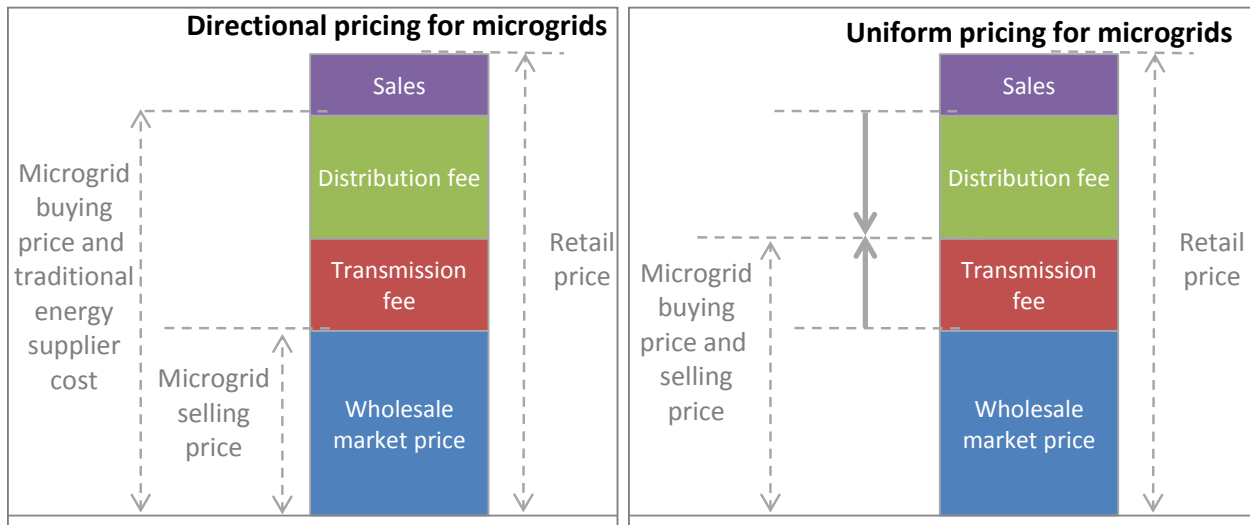 Directional pricing for microgrids
Sales
Distribution fee
Transmission
fee
Wholesale
market price
Microgrid
buying
price and
traditional
energy
supplier
cost
Microgrid
selling
price
Retail
price
Uniform pricing for microgrids
Sales
Distribution fee
Transmission
fee
Wholesale
market price
Microgrid
buying
price and
selling
price
Retail
price